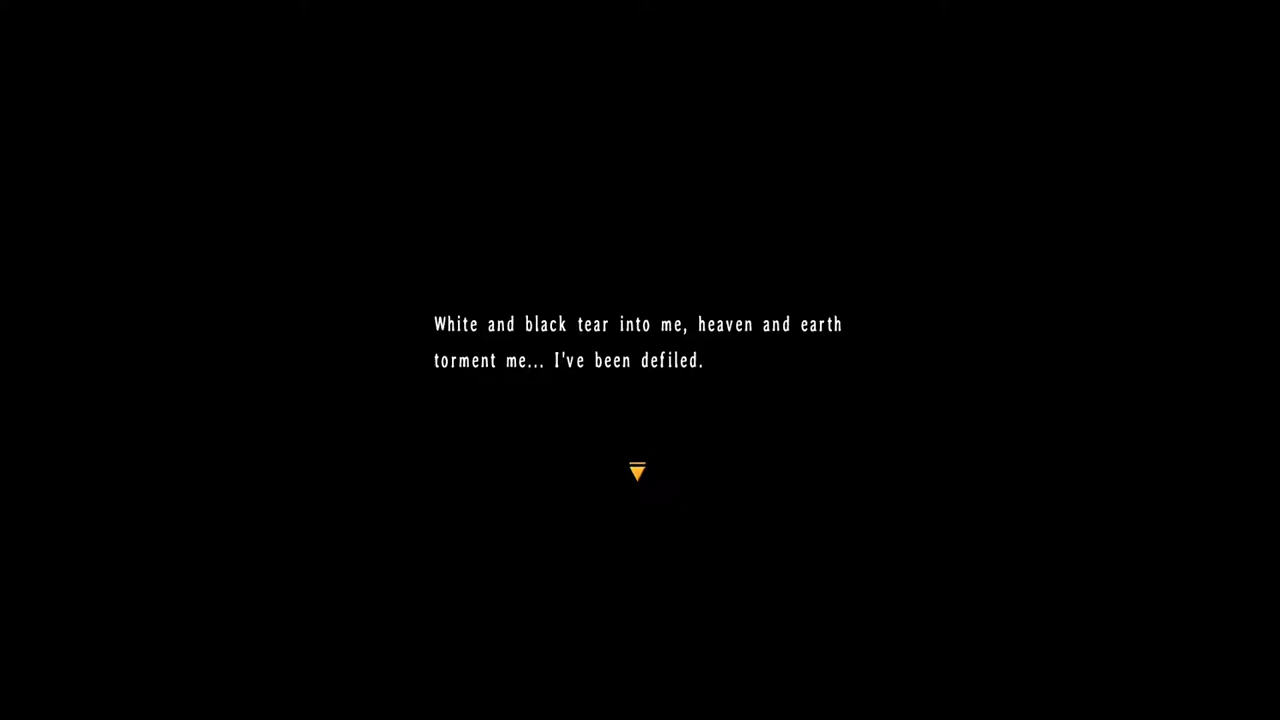 White and black tear into me, heaven and earth
torment me... I've been defiled.